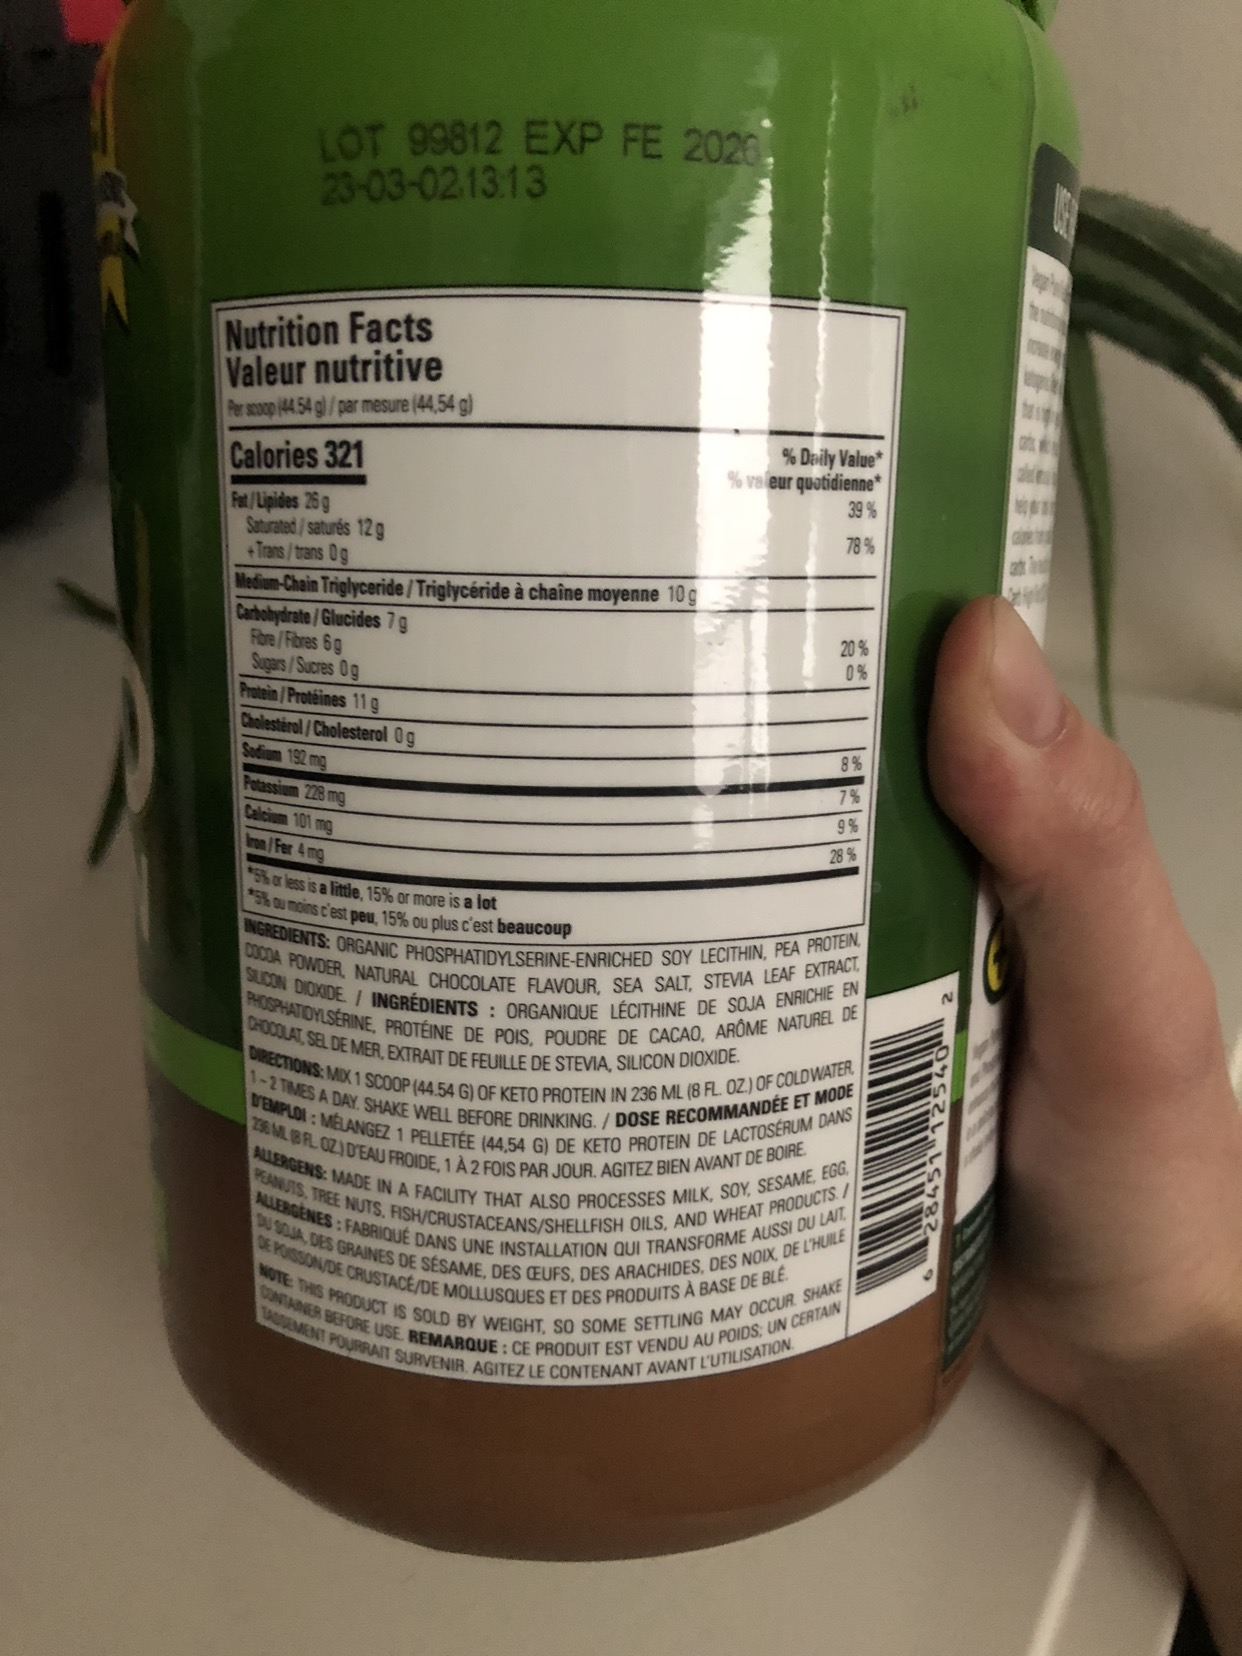 LOT 99812 EXP FE 2026
23-03-02 13:13
Nutrition Facts
Valeur nutritive
Per scoop (44.54 g) / par mesure (44,54 g)
Calories 321
% Daily Value*
% valeur quotidienne*
Fat / Lipides 26 g 39 %
Saturated / saturés 12 g
+ Trans / trans 0 g 78 %
Medium-Chain Triglyceride / Triglycéride à chaîne moyenne 10 g
Carbohydrate / Glucides 7 g
Fibre / Fibres 6 g 20 %
Sugars / Sucres 0 g 0 %
Protein / Protéines 11 g
Cholestérol / Cholesterol 0 g
Sodium 192 mg 8 %
Potassium 228 mg 7 %
Calcium 101 mg 9 %
Iron / Fer 4 mg 28 %
*5% or less is a little, 15% or more is a lot
*5% ou moins c'est peu, 15% ou plus c'est beaucoup
INGREDIENTS: ORGANIC PHOSPHATIDYLSERINE-ENRICHED SOY LECITHIN, PEA PROTEIN,
COCOA POWDER, NATURAL CHOCOLATE FLAVOUR, SEA SALT, STEVIA LEAF EXTRACT,
SILICON DIOXIDE. / INGRÉDIENTS : ORGANIQUE LÉCITHINE DE SOJA ENRICHIE EN
PHOSPHATIDYLSÉRINE, PROTÉINE DE POIS, POUDRE DE CACAO, ARÔME NATUREL DE
CHOCOLAT, SEL DE MER, EXTRAIT DE FEUILLE DE STEVIA, SILICON DIOXIDE.
DIRECTIONS: MIX 1 SCOOP (44.54 G) OF KETO PROTEIN IN 236 ML (8 FL. OZ.) OF COLD WATER,
1 - 2 TIMES A DAY. SHAKE WELL BEFORE DRINKING. / DOSE RECOMMANDÉE ET MODE
D'EMPLOI : MÉLANGEZ 1 PELLETÉE (44,54 G) DE KETO PROTEIN DE LACTOSÉRUM DANS
236 ML (8 FL. OZ.) D'EAU FROIDE, 1 À 2 FOIS PAR JOUR. AGITEZ BIEN AVANT DE BOIRE.
ALLERGENS: MADE IN A FACILITY THAT ALSO PROCESSES MILK, SOY, SESAME, EGG,
PEANUTS, TREE NUTS, FISH/CRUSTACEANS/SHELLFISH OILS, AND WHEAT PRODUCTS. /
ALLERGÈNES : FABRIQUÉ DANS UNE INSTALLATION QUI TRANSFORME AUSSI DU LAIT,
DU SOJA, DES GRAINES DE SÉSAME, DES ŒUFS, DES ARACHIDES, DES NOIX, DE L'HUILE
DE POISSON/DE CRUSTACÉ/DE MOLLUSQUES ET DES PRODUITS À BASE DE BLÉ.
NOTE: THIS PRODUCT IS SOLD BY WEIGHT, SO SOME SETTLING MAY OCCUR. SHAKE
CONTAINER BEFORE USE. REMARQUE : CE PRODUIT EST VENDU AU POIDS; UN CERTAIN
TASSEMENT POURRAIT SURVENIR. AGITEZ LE CONTENANT AVANT L'UTILISATION.
6 28451 12540 2